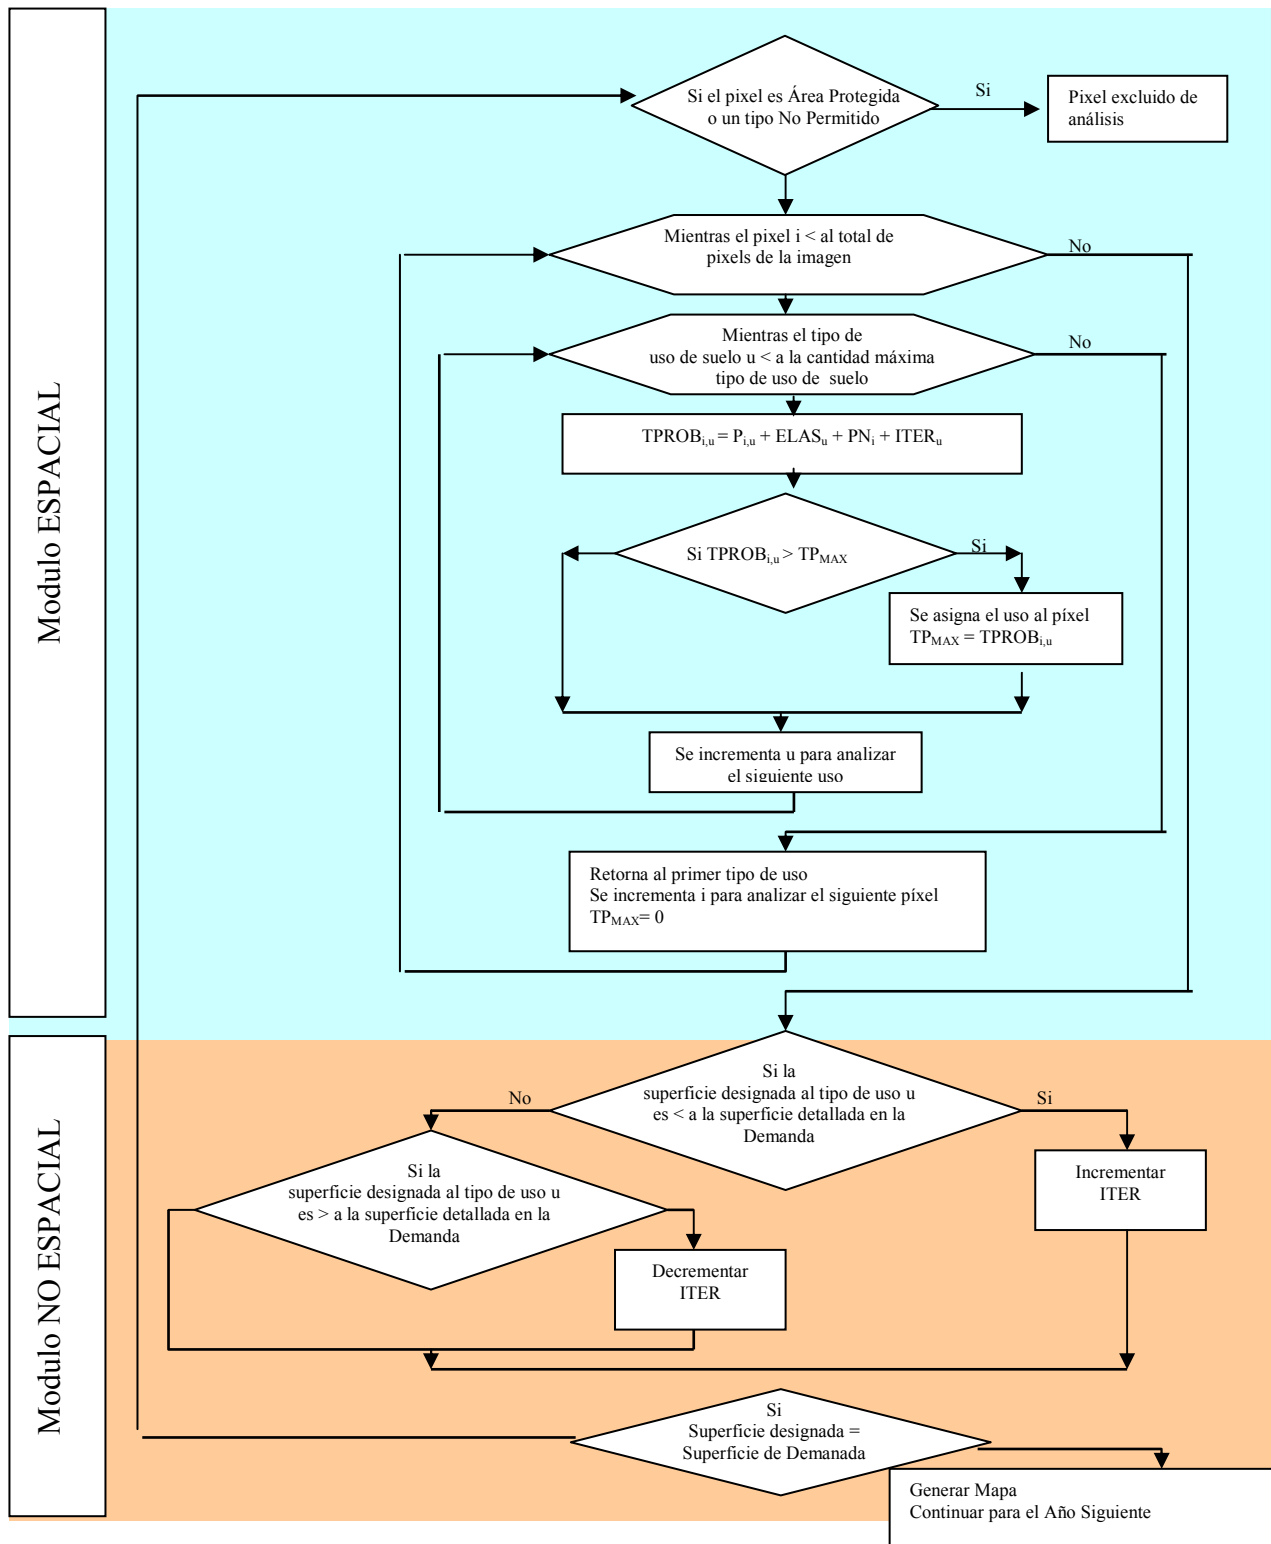 Modulo ESPACIAL
Si el pixel es Área Protegida
o un tipo No Permitido
Si
Pixel excluido de
análisis
Mientras el pixel i < al total de
pixels de la imagen
No
Mientras el tipo de
uso de suelo u < a la cantidad máxima
tipo de uso de suelo
No
TPROBi,u = Pi,u + ELASu + PNi + ITERu
Si TPROBi,u > TPMAX
Si
Se asigna el uso al píxel
TPMAX = TPROBi,u
Se incrementa u para analizar
el siguiente uso
Retorna al primer tipo de uso
Se incrementa i para analizar el siguiente píxel
TPMAX= 0
Modulo NO ESPACIAL
Si la
superficie designada al tipo de uso u
es < a la superficie detallada en la
Demanda
No
Si
Si la
superficie designada al tipo de uso u
es > a la superficie detallada en la
Demanda
Incrementar
ITER
Decrementar
ITER
Si
Superficie designada =
Superficie de Demanada
Generar Mapa
Continuar para el Año Siguiente